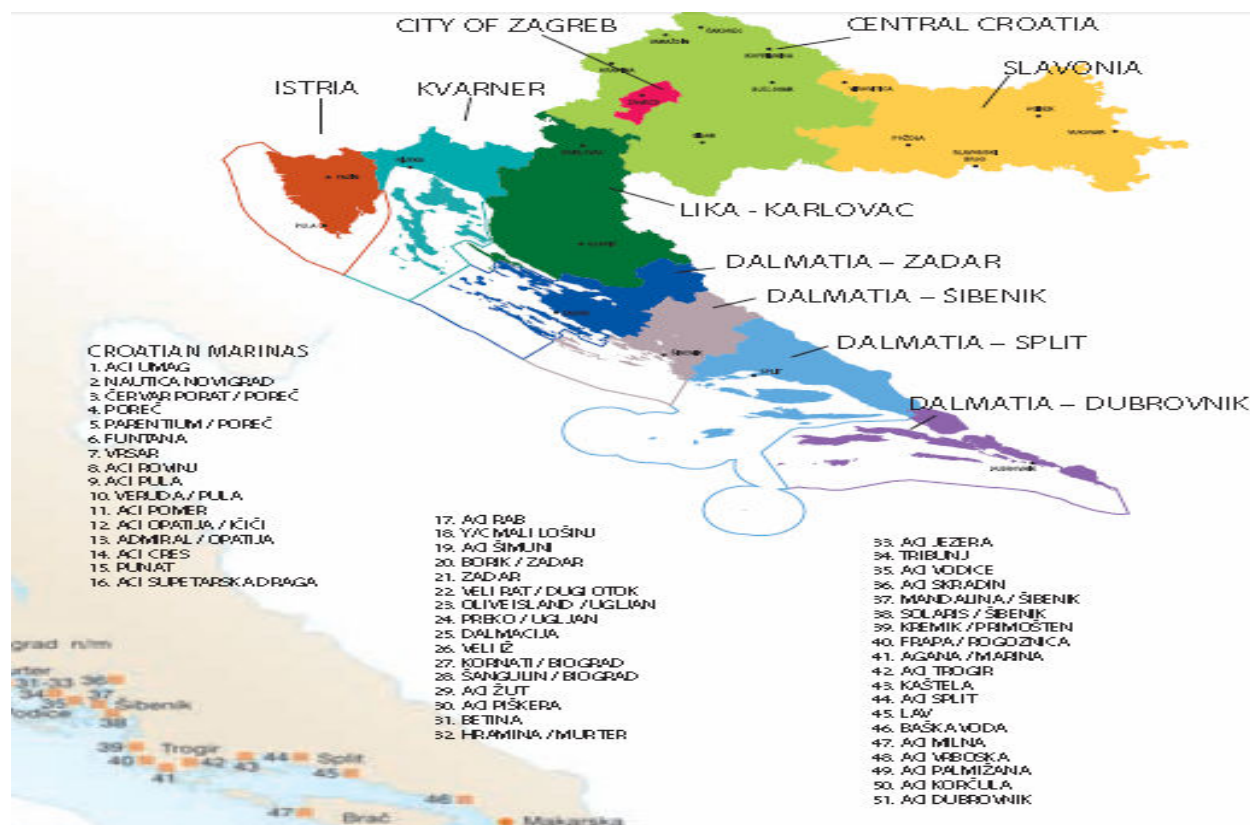 CITY OF ZAGREB
CENTRAL CROATIA
SLAVONIA
ISTRIA
KVARNER
LIKA - KARLOVAC
DALMATIA – ZADAR
DALMATIA – ŠIBENIK
DALMATIA – SPLIT
DALMATIA – DUBROVNIK
SPLIT
CROATIAN MARINAS
1. ACI UMAG
2. NAUTICA NOVIGRAD
3. ČERVAR PORAT / POREČ
4. POREČ
5. PARENTIUM / POREČ
6. FUNTANA
7. VRSAR
8. ACI ROVINJ
9. ACI PULA
10. VERUDA / PULA
11. ACI POMER
12. ACI OPATIJA / IČIĆI
13. ADMIRAL / OPATIJA
14. ACI CRES
15. PUNAT
16. ACI SUPETARSKA DRAGA
17. ACI RAB
18. Y/C MALI LOŠINJ
19. ACI ŠIMUNI
20. BORIK / ZADAR
21. ZADAR
22. VELI RAT / DUGI OTOK
23. OLIVE ISLAND / UGLJAN
24. PREKO / UGLJAN
25. DALMACIJA
26. VELI IŽ
27. KORNATI / BIOGRAD
28. ŠANGULIN / BIOGRAD
29. ACI ŽUT
30. ACI PIŠKERA
31. BETINA
32. HRAMINA / MURTER
33. ACI JEZERA
34. TRIBUNJ
35. ACI VODICE
36. ACI SKRADIN
37. MANDALINA / ŠIBENIK
38. SOLARIS / ŠIBENIK
39. KREMIK / PRIMOŠTEN
40. FRAPA / ROGOZNICA
41. AGANA / MARINA
42. ACI TROGIR
43. KAŠTELA
44. ACI SPLIT
45. LAV
46. BAŠKA VODA
47. ACI MILNA
48. ACI VRBOSKA
49. ACI PALMIŽANA
50. ACI KORČULA
51. ACI DUBROVNIK
grad n/m
31-33
36
34
35
37
Šibenik
38
39
Trogir
40
41
42
43
44
Split
45
46
47
Brač
Makarska